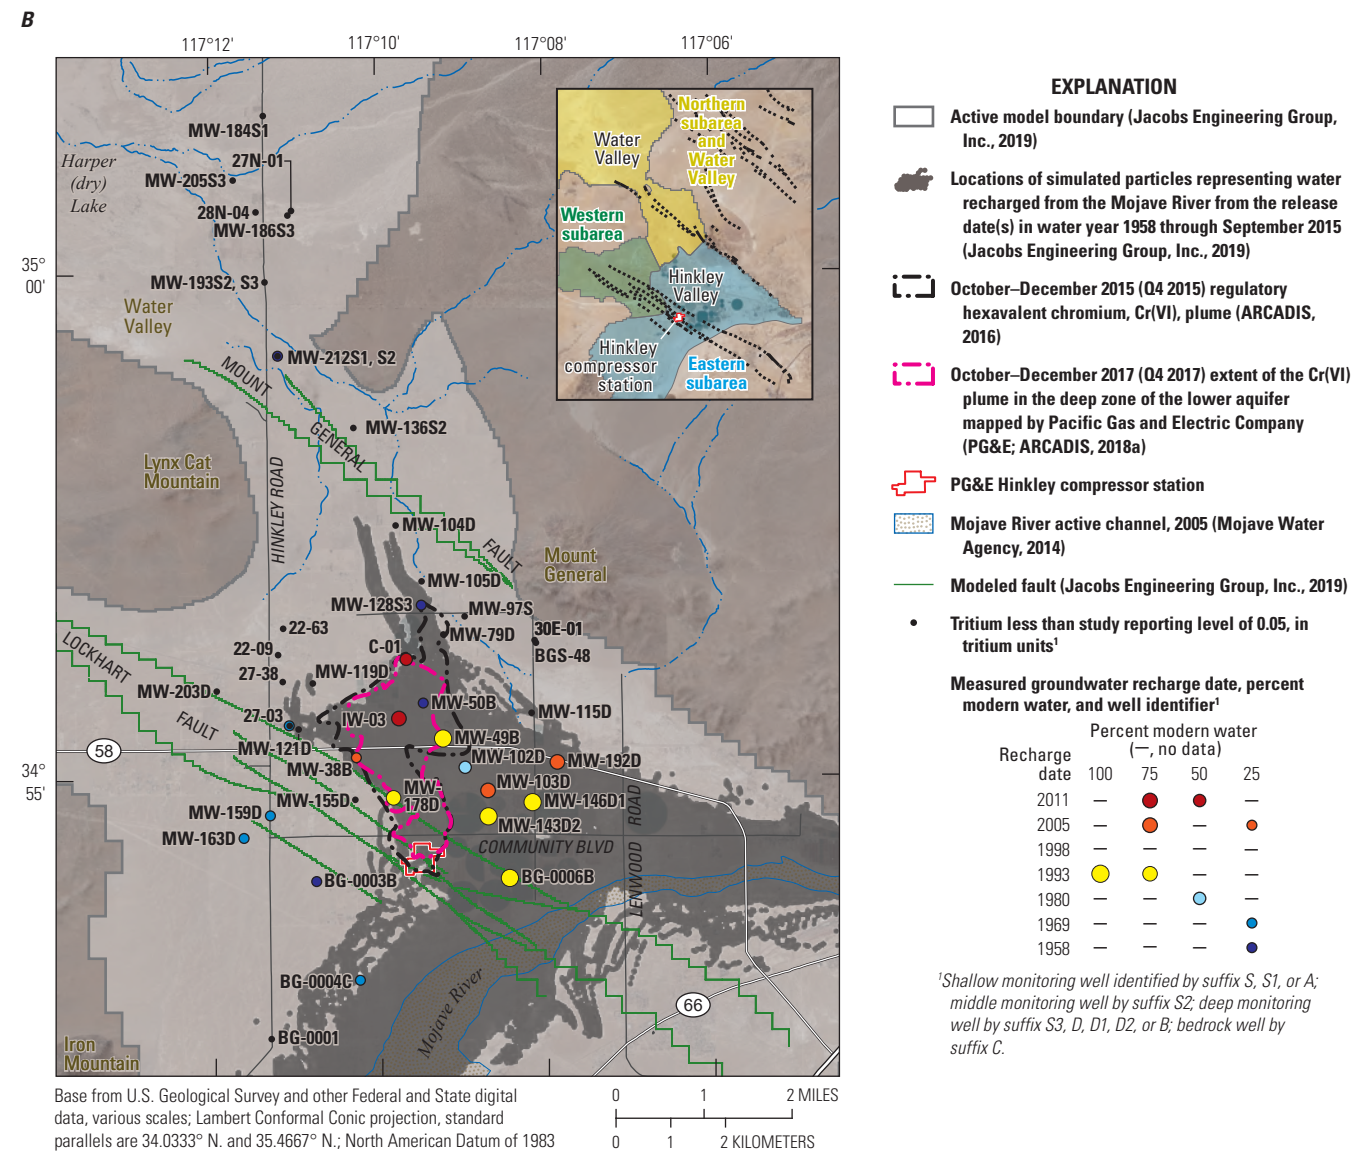 B
117°12'
117°10'
117°08'
117°06'
MW-184S1
27N-01
Harper
(dry)
Lake
MW-205S3
28N-04
MW-186S3
35°
00'
MW-193S2, S3
Water
Valley
MW-212S1, S2
MOUNT
GENERAL
FAULT
MW-136S2
Lynx Cat
Mountain
HINKLEY ROAD
MW-104D
Mount
General
MW-105D
MW-128S3
MW-97S
22-63
MW-79D
30E-01
BGS-48
C-01
22-09
27-38
MW-119D
LOCKHART
FAULT
MW-203D
MW-50B
27-03
IW-03
MW-115D
MW-49B
58
MW-121D
MW-102D
MW-192D
MW-38B
34°
55'
MW-103D
MW-
178D
MW-155D
MW-146D1
MW-159D
MW-143D2
MW-163D
COMMUNITY BLVD
LENWOOD ROAD
BG-0003B
BG-0006B
BG-0004C
Mojave River
66
BG-0001
Iron
Mountain
Northern
subarea
and
Water
Valley
Water
Valley
Western
subarea
Hinkley
Valley
Hinkley
compressor
station
Eastern
subarea
Base from U.S. Geological Survey and other Federal and State digital
data, various scales; Lambert Conformal Conic projection, standard
parallels are 34.0333° N. and 35.4667° N.; North American Datum of 1983
0 1 2 MILES
0 1 2 KILOMETERS
EXPLANATION
Active model boundary (Jacobs Engineering Group,
Inc., 2019)
Locations of simulated particles representing water
recharged from the Mojave River from the release
date(s) in water year 1958 through September 2015
(Jacobs Engineering Group, Inc., 2019)
October–December 2015 (Q4 2015) regulatory
hexavalent chromium, Cr(VI), plume (ARCADIS,
2016)
October–December 2017 (Q4 2017) extent of the Cr(VI)
plume in the deep zone of the lower aquifer
mapped by Pacific Gas and Electric Company
(PG&E; ARCADIS, 2018a)
PG&E Hinkley compressor station
Mojave River active channel, 2005 (Mojave Water
Agency, 2014)
Modeled fault (Jacobs Engineering Group, Inc., 2019)
Tritium less than study reporting level of 0.05, in
tritium units1
Measured groundwater recharge date, percent
modern water, and well identifier1
Percent modern water
(—, no data)
Recharge
date 100 75 50 25
2011 — —
2005 — —
1998 — — — —
1993 — —
1980 — — —
1969 — — —
1958 — — —
1Shallow monitoring well identified by suffix S, S1, or A;
middle monitoring well by suffix S2; deep monitoring
well by suffix S3, D, D1, D2, or B; bedrock well by
suffix C.